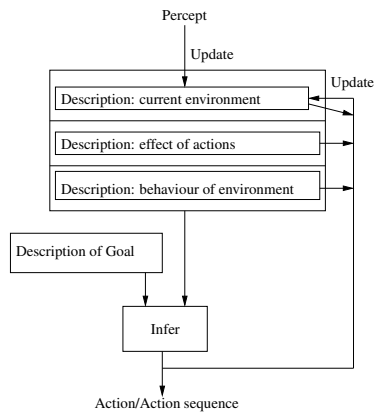 Percept
Update
Update
Description: current environment
Description: effect of actions
Description: behaviour of environment
Description of Goal
Infer
Action/Action sequence